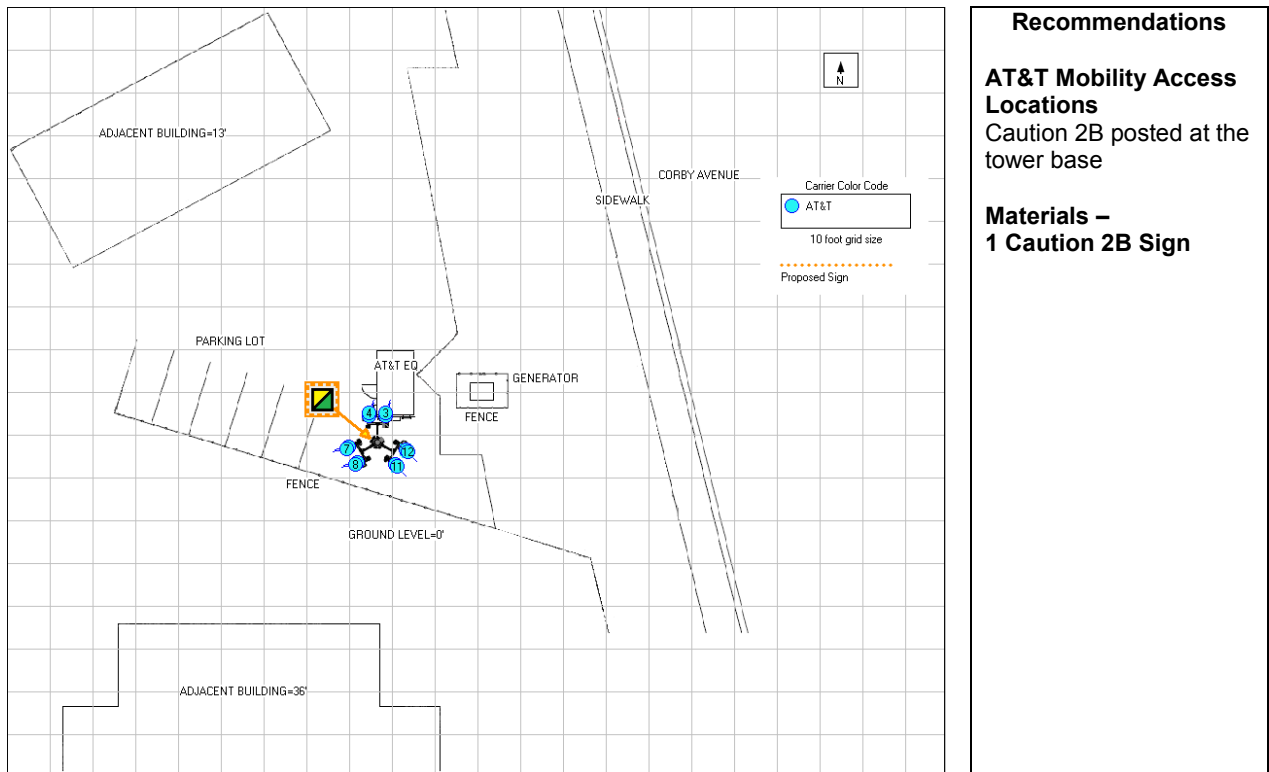 N
ADJACENT BUILDING=13'
CORBY AVENUE
SIDEWALK
Carrier Color Code
AT&T
10 foot grid size
Proposed Sign
PARKING LOT
AT&T EQ
GENERATOR
FENCE
4
3
7
12
8
11
FENCE
GROUND LEVEL=0'
ADJACENT BUILDING=36'
Recommendations
AT&T Mobility Access
Locations
Caution 2B posted at the
tower base
Materials –
1 Caution 2B Sign